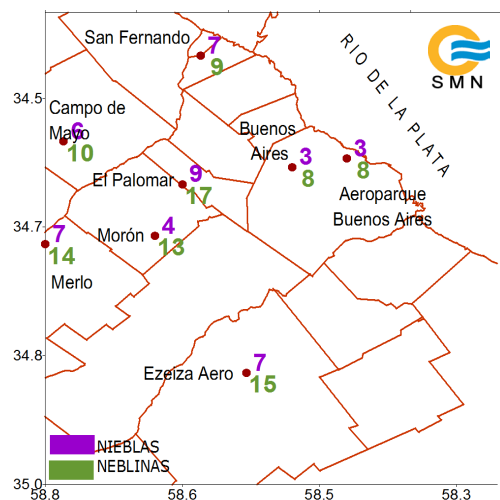 San Fernando
7
9
RIO DE LA PLATA
SMN
34.5
Campo de
Mayo
6
10
Buenos
Aires
3
8
3
8
Aeroparque
Buenos Aires
El Palomar
9
17
34.7
Morón
4
13
7
14
Merlo
34.8
Ezeiza Aero
7
15
NIEBLAS
NEBLINAS
35.0
58.8
58.6
58.5
58.3